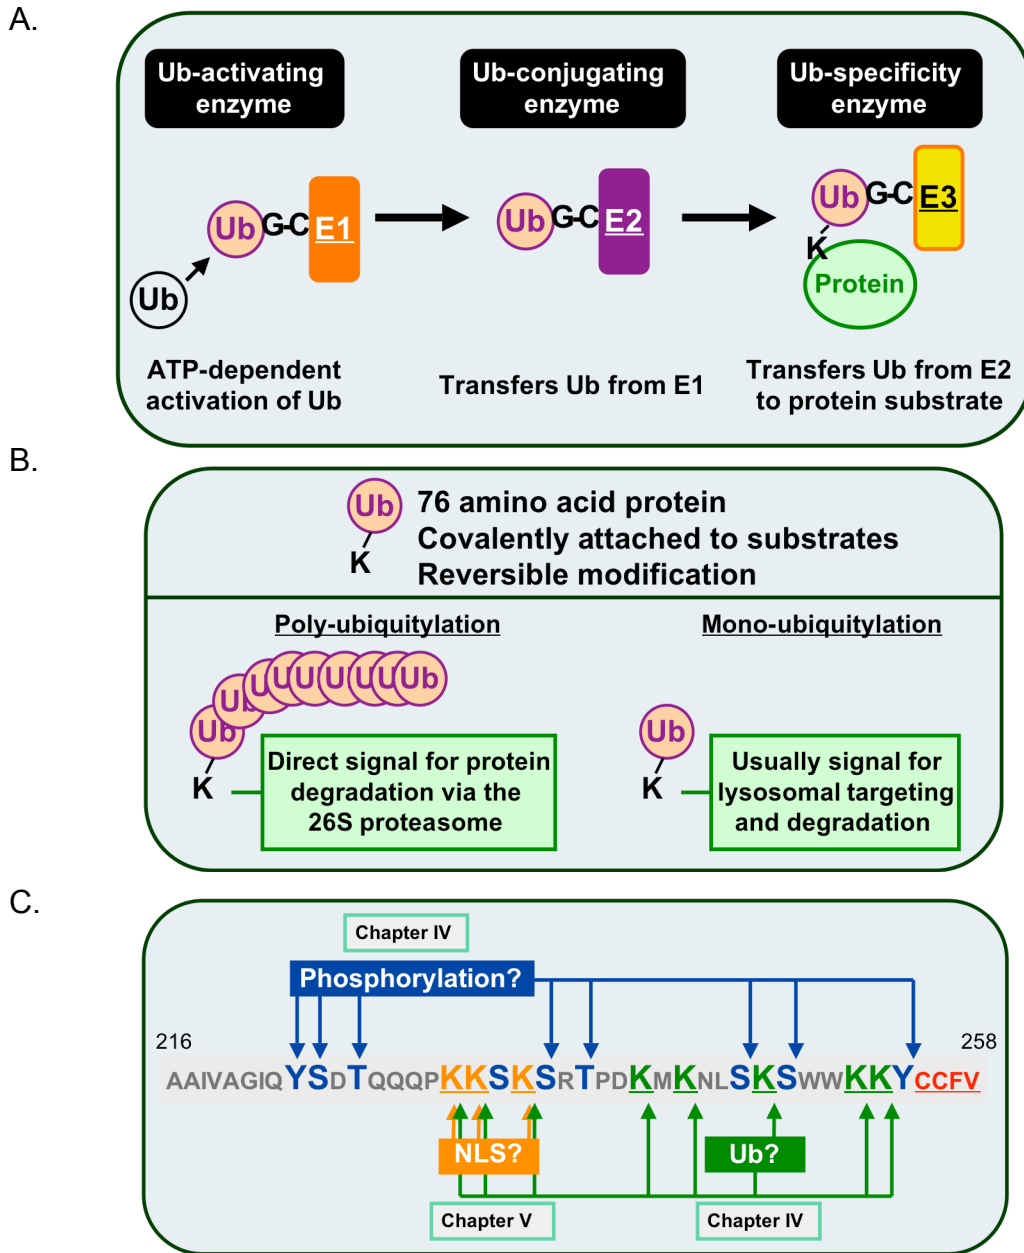 A.
Ub-activating
enzyme
Ub-conjugating
enzyme
Ub-specificity
enzyme
Ub G-C E1
Ub G-C E2
Ub G-C E3
K
Protein
Ub
ATP-dependent
activation of Ub
Transfers Ub from E1
Transfers Ub from E2
to protein substrate
B.
Ub
K
76 amino acid protein
Covalently attached to substrates
Reversible modification
Poly-ubiquitylation
Mono-ubiquitylation
Ub Ub U U U U U U Ub
K
Direct signal for protein
degradation via the
26S proteasome
Ub
K
Usually signal for
lysosomal targeting
and degradation
C.
Chapter IV
Phosphorylation?
216
258
AAIVAGIQYSDTQQQPKKSKSRTPDKMKNLSKSWWKKYCCFV
NLS?
Ub?
Chapter V
Chapter IV